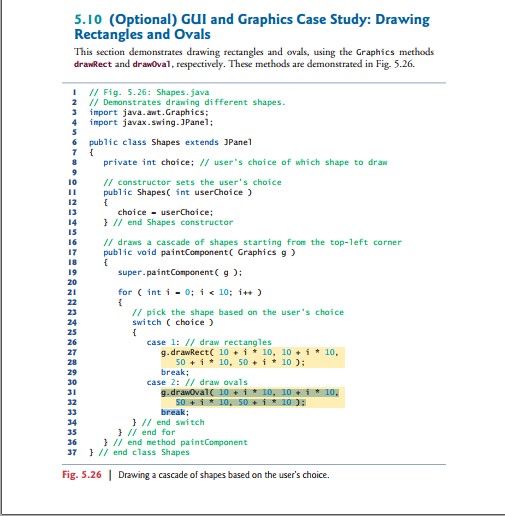 5.10 (Optional) GUI and Graphics Case Study: Drawing
Rectangles and Ovals
This section demonstrates drawing rectangles and ovals, using the Graphics methods
drawRect and drawOval, respectively. These methods are demonstrated in Fig. 5.26.
1 // Fig. 5.26: Shapes.java
2 // Demonstrates drawing different shapes.
3 import java.awt.Graphics;
4 import javax.swing.JPanel;
5
6 public class Shapes extends JPanel
7 {
8 private int choice; // user's choice of which shape to draw
9
10 // constructor sets the user's choice
11 public Shapes( int userChoice )
12 {
13 choice = userChoice;
14 } // end Shapes constructor
15
16 // draws a cascade of shapes starting from the top-left corner
17 public void paintComponent( Graphics g )
18 {
19 super.paintComponent( g );
20
21 for ( int i = 0; i < 10; i++ )
22 {
23 // pick the shape based on the user's choice
24 switch ( choice )
25 {
26 case 1: // draw rectangles
27 g.drawRect( 10 + i * 10, 10 + i * 10,
28 50 + i * 10, 50 + i * 10 );
29 break;
30 case 2: // draw ovals
31 g.drawOval( 10 + i * 10, 10 + i * 10,
32 50 + i * 10, 50 + i * 10 );
33 break;
34 } // end switch
35 } // end for
36 } // end method paintComponent
37 } // end class Shapes
Fig. 5.26 | Drawing a cascade of shapes based on the user's choice.